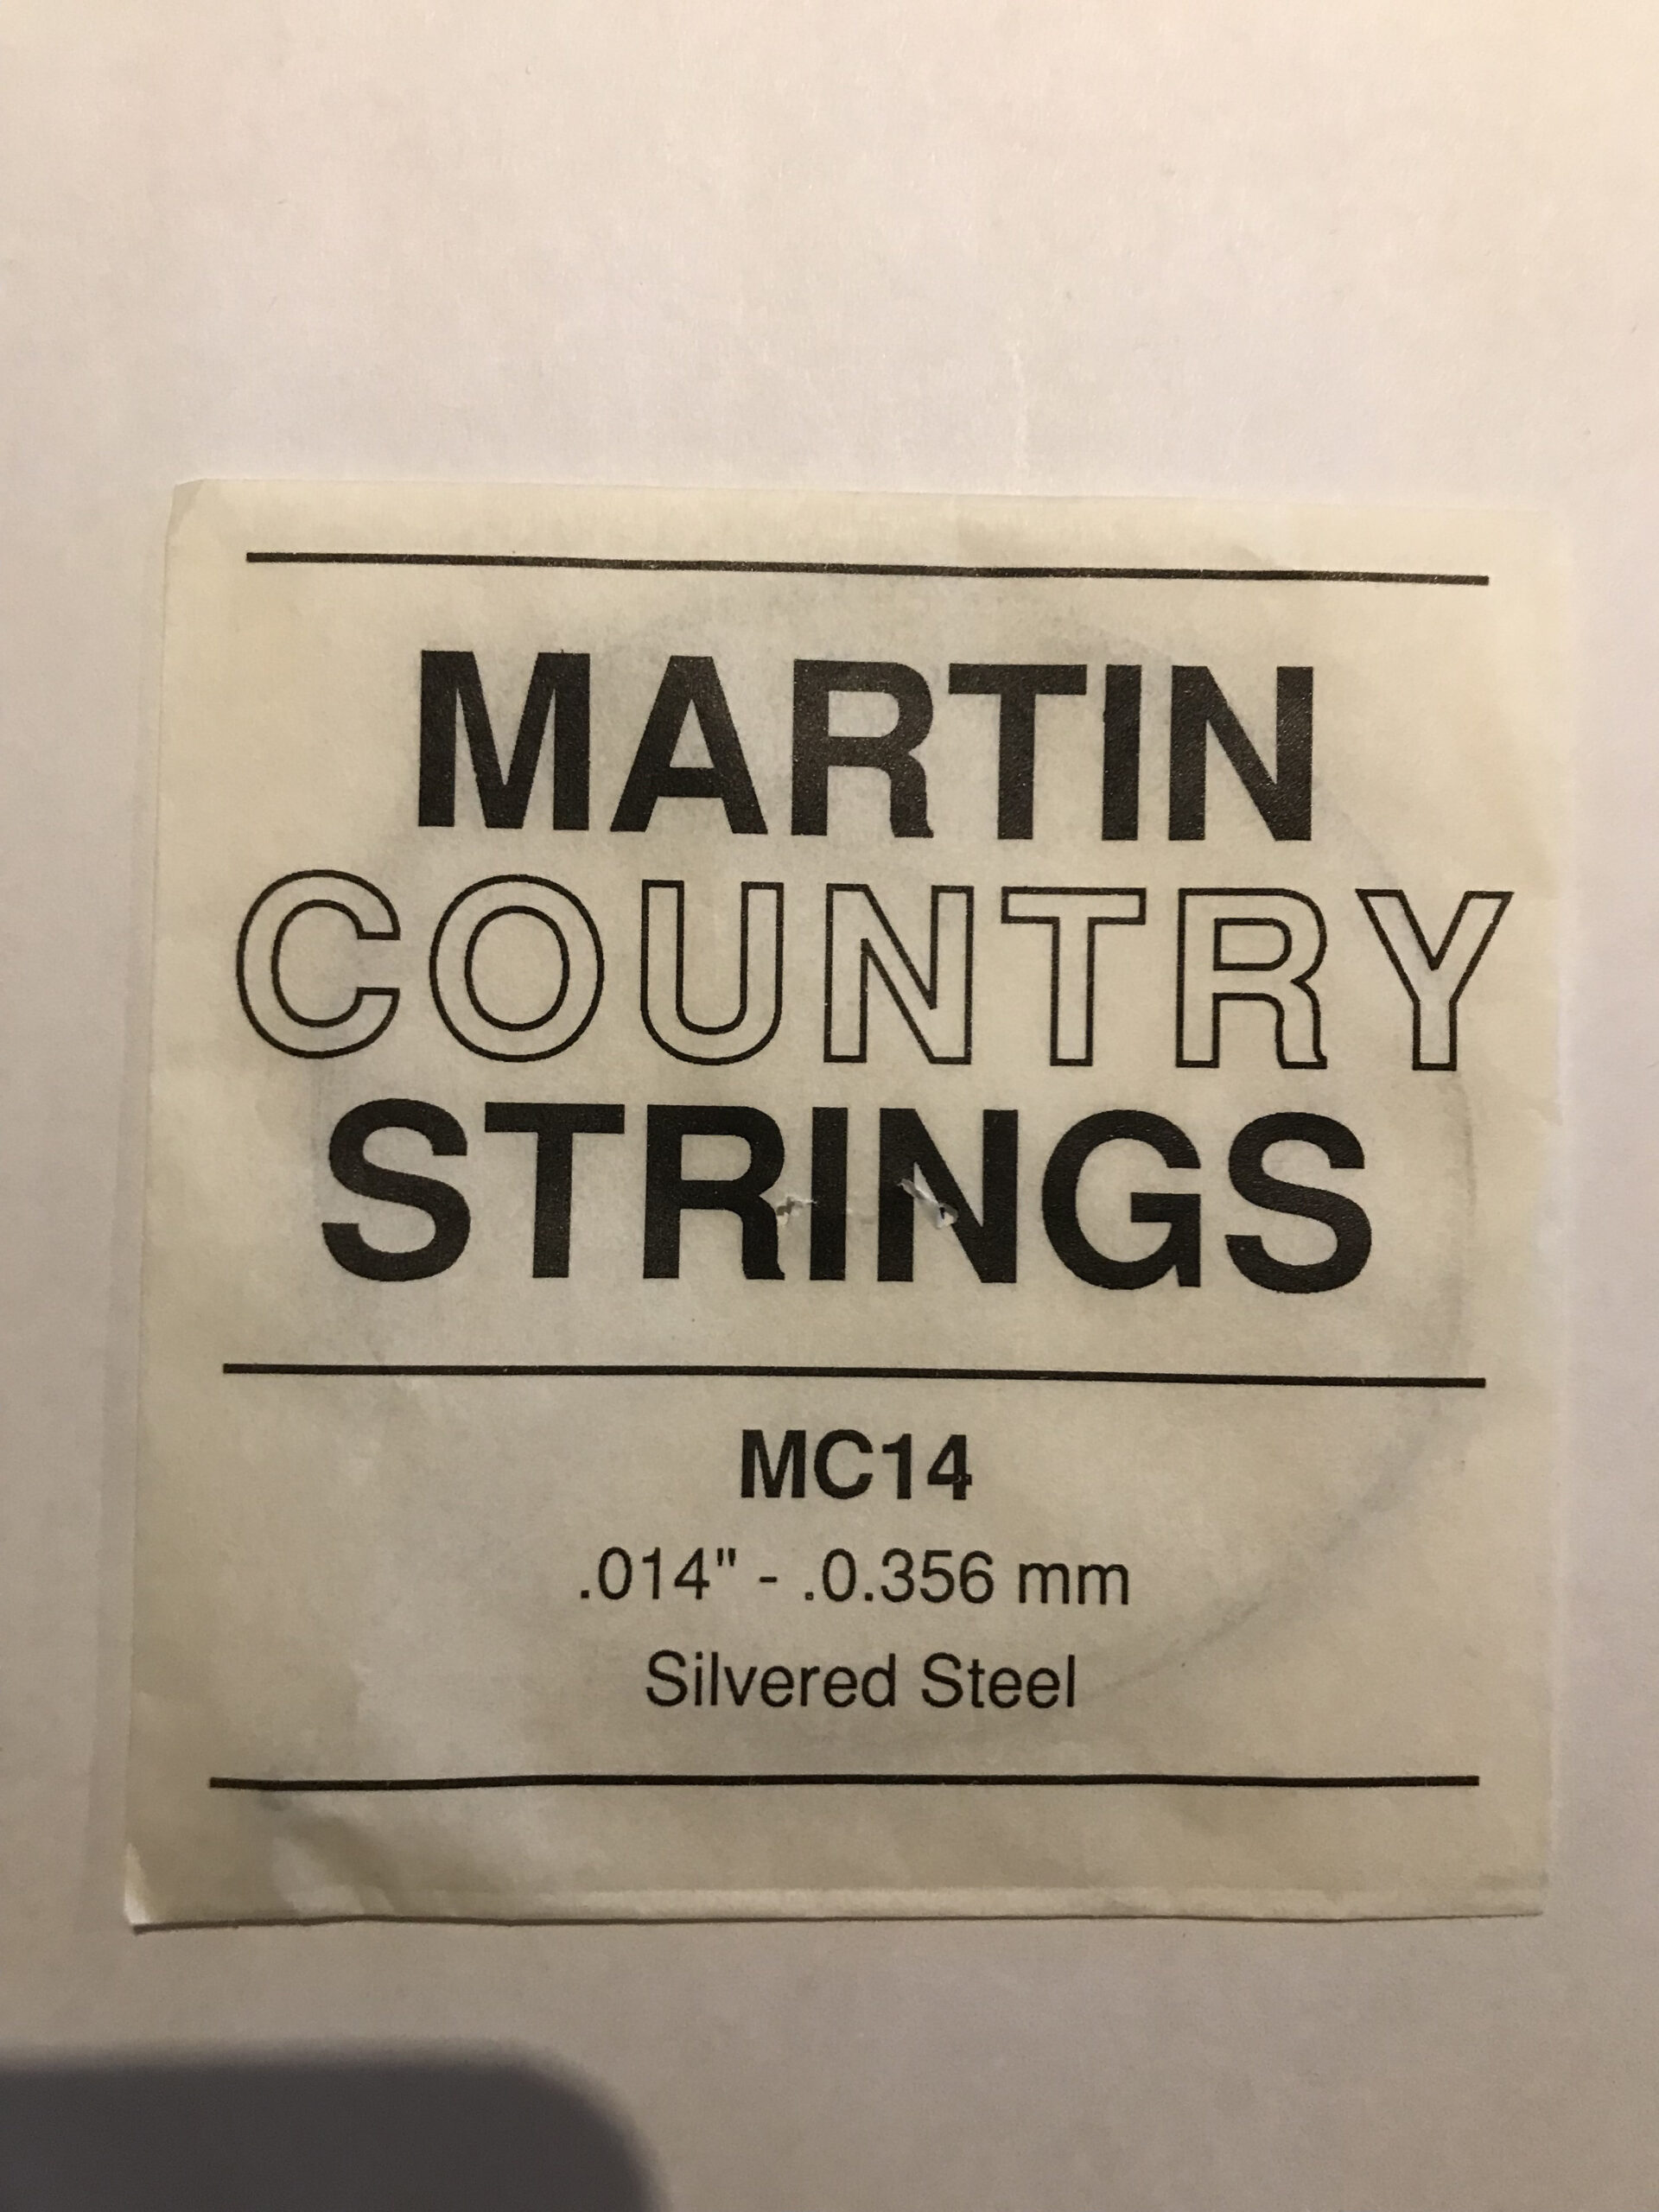 MARTIN
COUNTRY
STRINGS
MC14
.014" - .0.356 mm
Silvered Steel